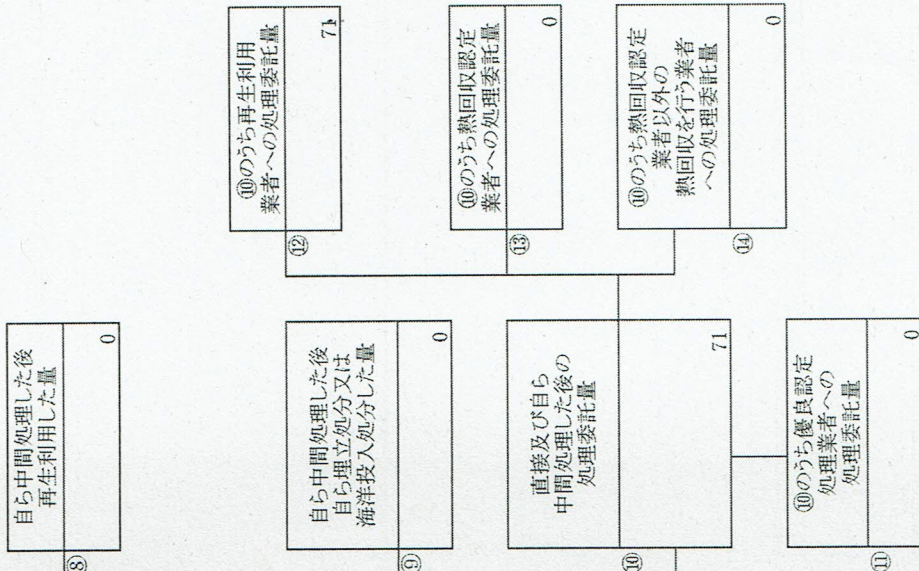 ⑧
自ら中間処理した後
再生利用した量
0
⑨
自ら中間処理した後
自ら埋立処分又は
海洋投入処分した量
0
⑩
直接及び自ら
中間処理した後の
処理委託量
71
⑪
⑩のうち優良認定
処理業者への
処理委託量
0
⑫
⑩のうち再生利用
業者への処理委託量
71
⑬
⑩のうち熱回収認定
業者への処理委託量
0
⑭
⑩のうち熱回収認定
業者以外の
熱回収を行う業者
への処理委託量
0